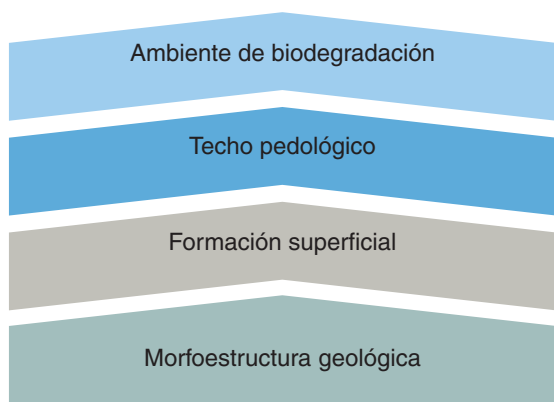 Ambiente de biodegradación
Techo pedológico
Formación superficial
Morfoestructura geológica